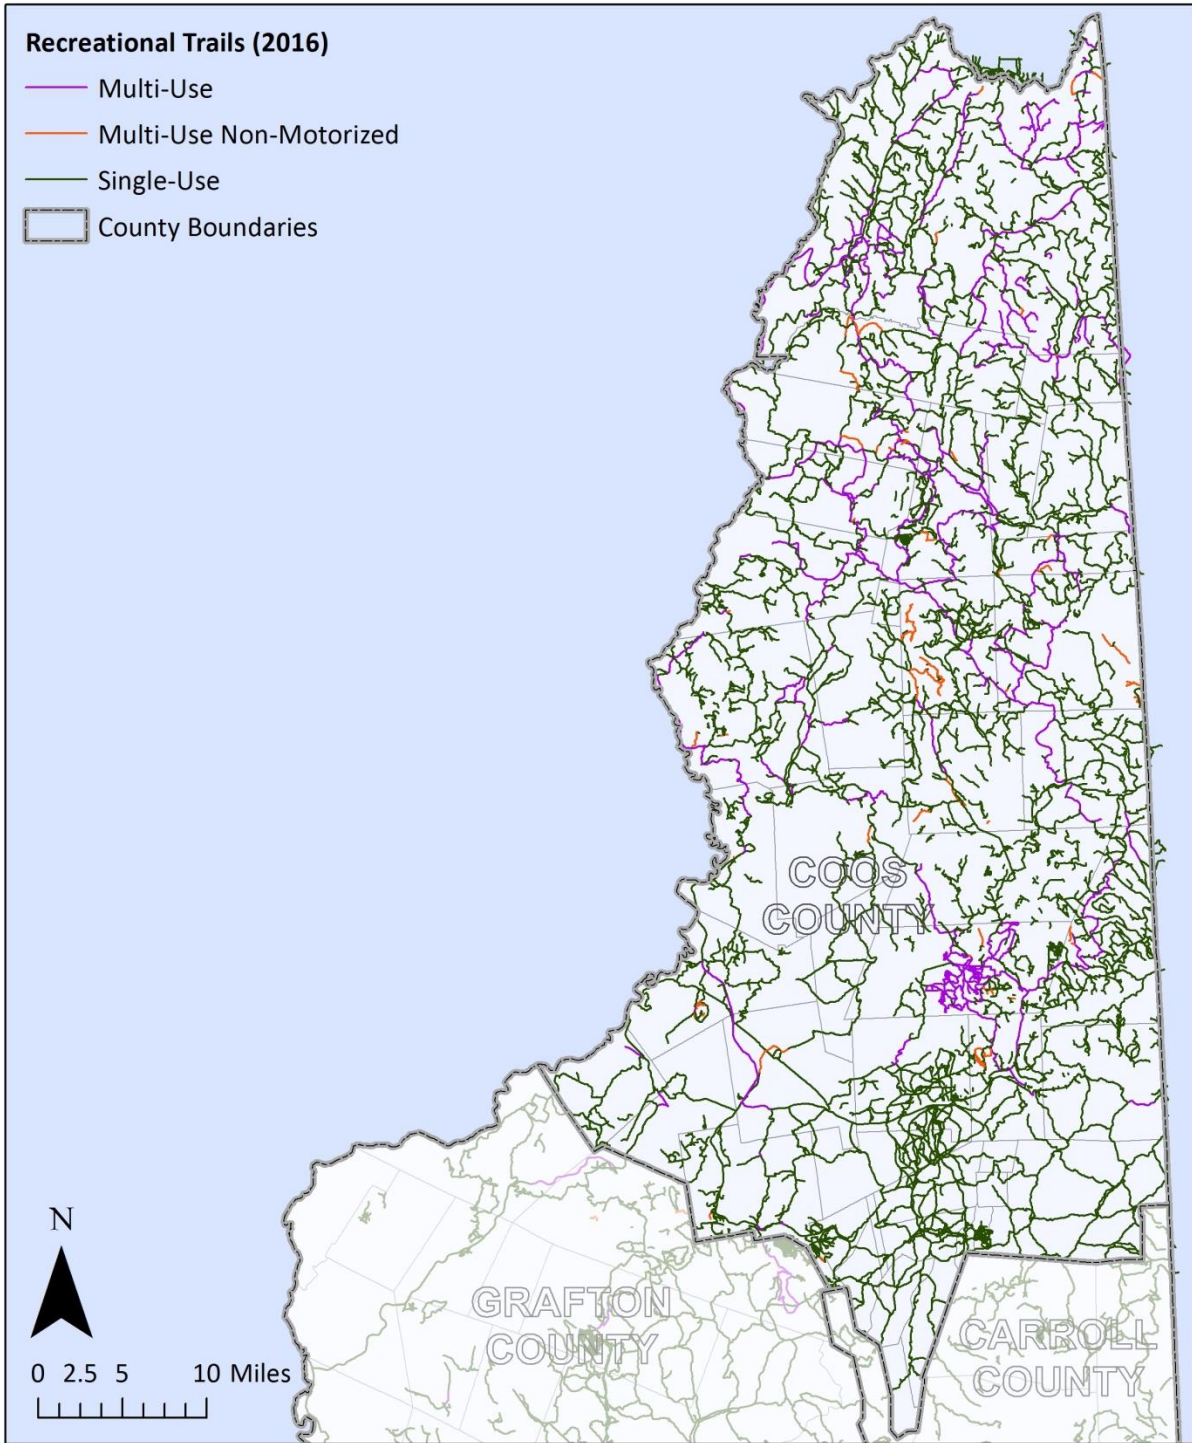 Recreational Trails (2016)
Multi-Use
Multi-Use Non-Motorized
Single-Use
County Boundaries
COOS
COUNTY
N
GRAFTON
COUNTY
CARROLL
COUNTY
0 2.5 5 10 Miles